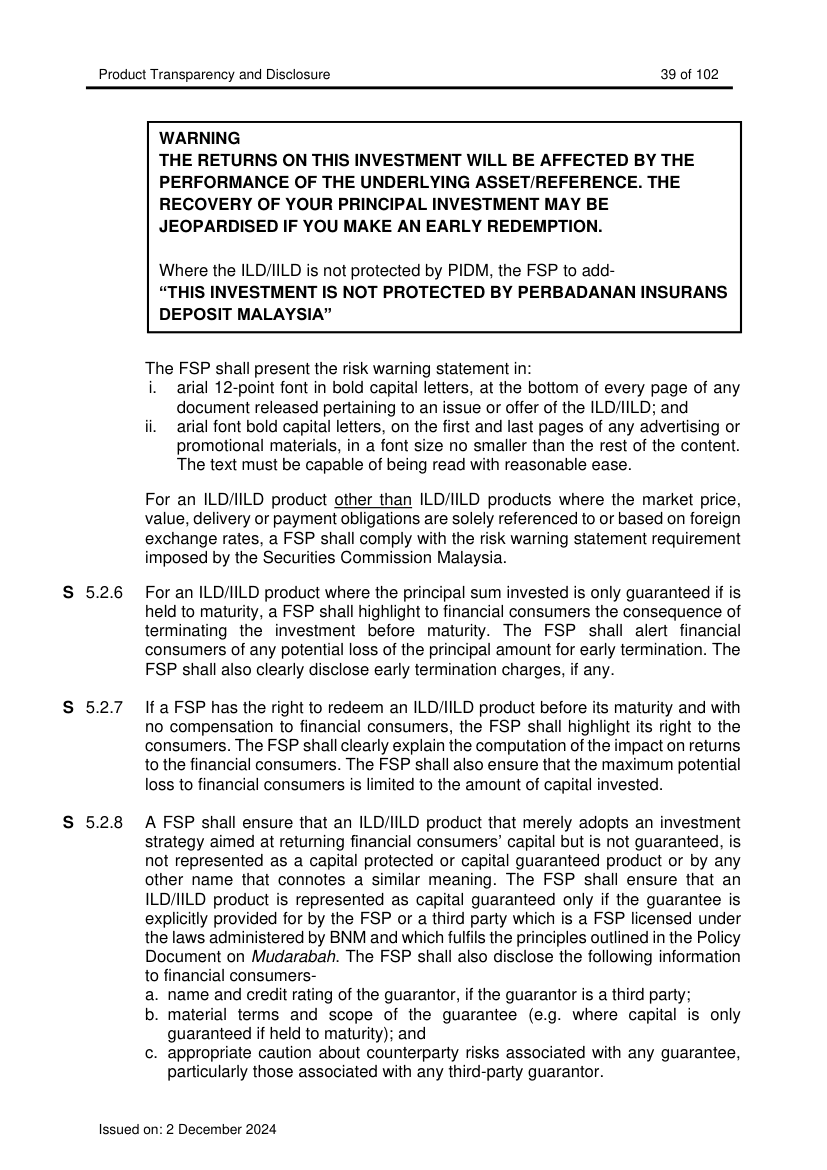 Product Transparency and Disclosure 39 of 102
WARNING
THE RETURNS ON THIS INVESTMENT WILL BE AFFECTED BY THE
PERFORMANCE OF THE UNDERLYING ASSET/REFERENCE. THE
RECOVERY OF YOUR PRINCIPAL INVESTMENT MAY BE
JEOPARDISED IF YOU MAKE AN EARLY REDEMPTION.
Where the ILD/IILD is not protected by PIDM, the FSP to add-
“THIS INVESTMENT IS NOT PROTECTED BY PERBADANAN INSURANS
DEPOSIT MALAYSIA”
The FSP shall present the risk warning statement in:
i. arial 12-point font in bold capital letters, at the bottom of every page of any
document released pertaining to an issue or offer of the ILD/IILD; and
ii. arial font bold capital letters, on the first and last pages of any advertising or
promotional materials, in a font size no smaller than the rest of the content.
The text must be capable of being read with reasonable ease.
For an ILD/IILD product other than ILD/IILD products where the market price,
value, delivery or payment obligations are solely referenced to or based on foreign
exchange rates, a FSP shall comply with the risk warning statement requirement
imposed by the Securities Commission Malaysia.
S 5.2.6 For an ILD/IILD product where the principal sum invested is only guaranteed if is
held to maturity, a FSP shall highlight to financial consumers the consequence of
terminating the investment before maturity. The FSP shall alert financial
consumers of any potential loss of the principal amount for early termination. The
FSP shall also clearly disclose early termination charges, if any.
S 5.2.7 If a FSP has the right to redeem an ILD/IILD product before its maturity and with
no compensation to financial consumers, the FSP shall highlight its right to the
consumers. The FSP shall clearly explain the computation of the impact on returns
to the financial consumers. The FSP shall also ensure that the maximum potential
loss to financial consumers is limited to the amount of capital invested.
S 5.2.8 A FSP shall ensure that an ILD/IILD product that merely adopts an investment
strategy aimed at returning financial consumers’ capital but is not guaranteed, is
not represented as a capital protected or capital guaranteed product or by any
other name that connotes a similar meaning. The FSP shall ensure that an
ILD/IILD product is represented as capital guaranteed only if the guarantee is
explicitly provided for by the FSP or a third party which is a FSP licensed under
the laws administered by BNM and which fulfils the principles outlined in the Policy
Document on Mudarabah. The FSP shall also disclose the following information
to financial consumers-
a. name and credit rating of the guarantor, if the guarantor is a third party;
b. material terms and scope of the guarantee (e.g. where capital is only
guaranteed if held to maturity); and
c. appropriate caution about counterparty risks associated with any guarantee,
particularly those associated with any third-party guarantor.
Issued on: 2 December 2024